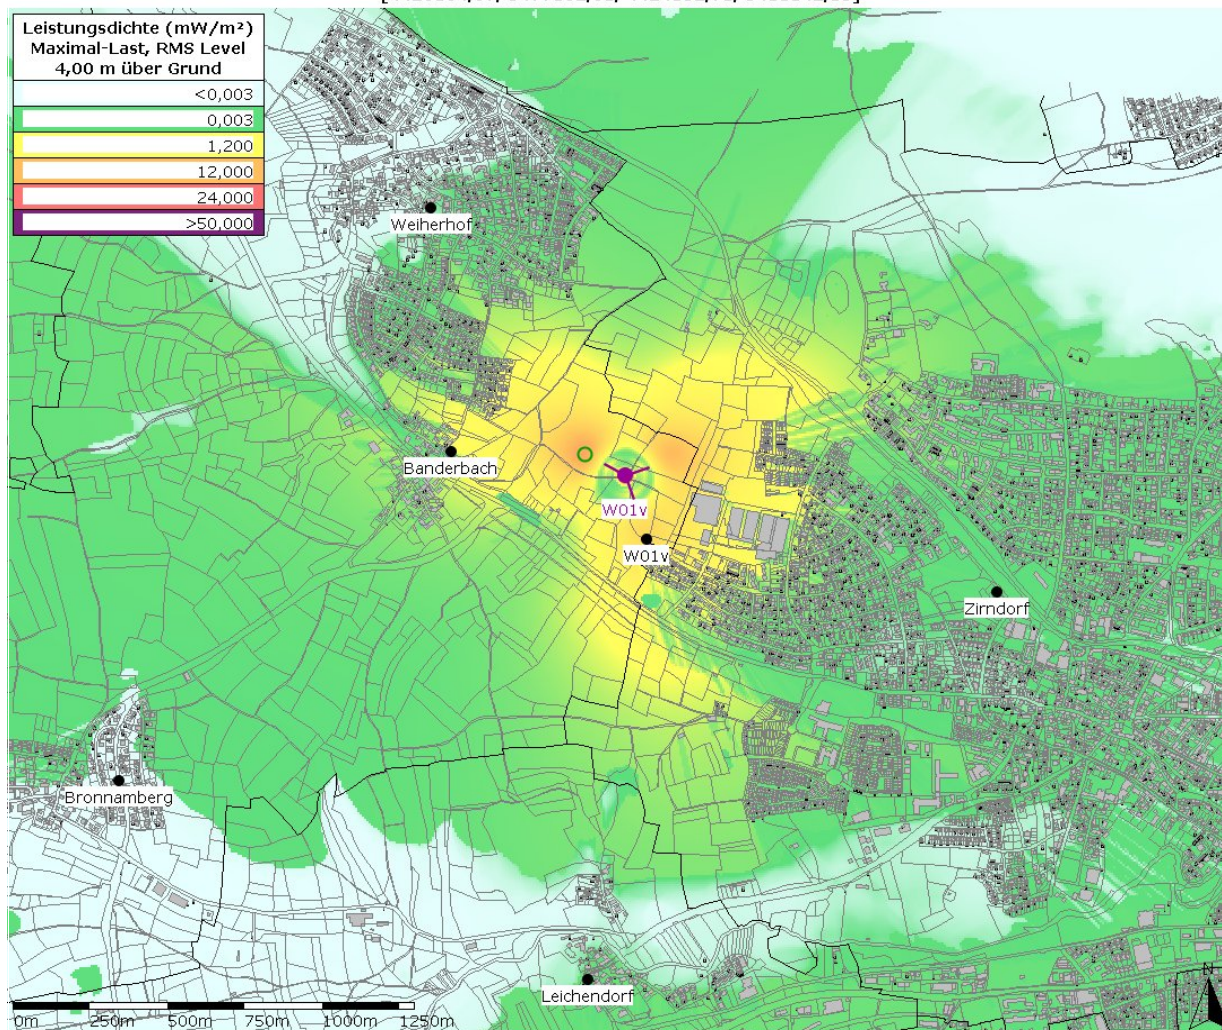 Leistungsdichte (mW/m²)
Maximal-Last, RMS Level
4,00 m über Grund
<0,003
0,003
1,200
12,000
24,000
>50,000
Weiherhof
Banderbach
W01v
W01v
Zirndorf
Bronnamberg
Leichendorf
N
0m 250m 500m 750m 1000m 1250m